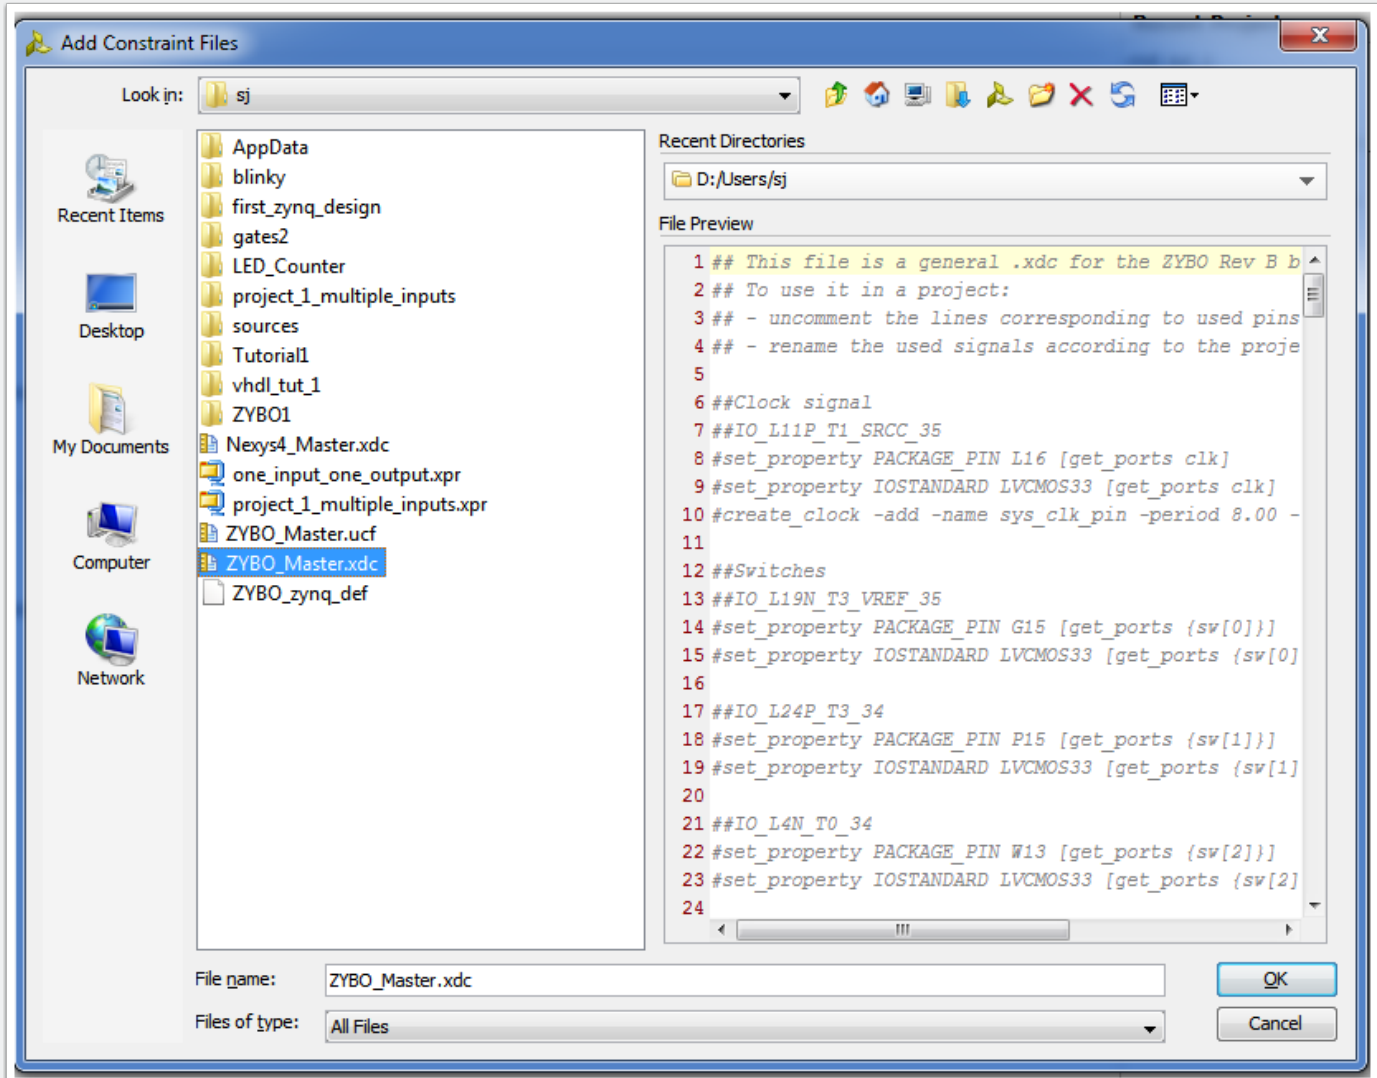 Add Constraint Files
Look in:
sj
Recent Items
Desktop
My Documents
Computer
Network
AppData
blinky
first_zynq_design
gates2
LED_Counter
project_1_multiple_inputs
sources
Tutorial1
vhdl_tut_1
ZYBO1
Nexys4_Master.xdc
one_input_one_output.xpr
project_1_multiple_inputs.xpr
ZYBO_Master.ucf
ZYBO_Master.xdc
ZYBO_zynq_def
Recent Directories
D:/Users/sj
File Preview
1 ## This file is a general .xdc for the ZYBO Rev B b
2 ## To use it in a project:
3 ## - uncomment the lines corresponding to used pins
4 ## - rename the used signals according to the proje
5
6 ##Clock signal
7 ##IO_L11P_T1_SRCC_35
8 #set_property PACKAGE_PIN L16 [get_ports clk]
9 #set_property IOSTANDARD LVCMOS33 [get_ports clk]
10 #create_clock -add -name sys_clk_pin -period 8.00 -
11
12 ##Switches
13 ##IO_L19N_T3_VREF_35
14 #set_property PACKAGE_PIN G15 [get_ports {sw[0]}]
15 #set_property IOSTANDARD LVCMOS33 [get_ports {sw[0]
16
17 ##IO_L24P_T3_34
18 #set_property PACKAGE_PIN P15 [get_ports {sw[1]}]
19 #set_property IOSTANDARD LVCMOS33 [get_ports {sw[1]
20
21 ##IO_L4N_T0_34
22 #set_property PACKAGE_PIN W13 [get_ports {sw[2]}]
23 #set_property IOSTANDARD LVCMOS33 [get_ports {sw[2]
24
File name:
ZYBO_Master.xdc
OK
Files of type:
All Files
Cancel